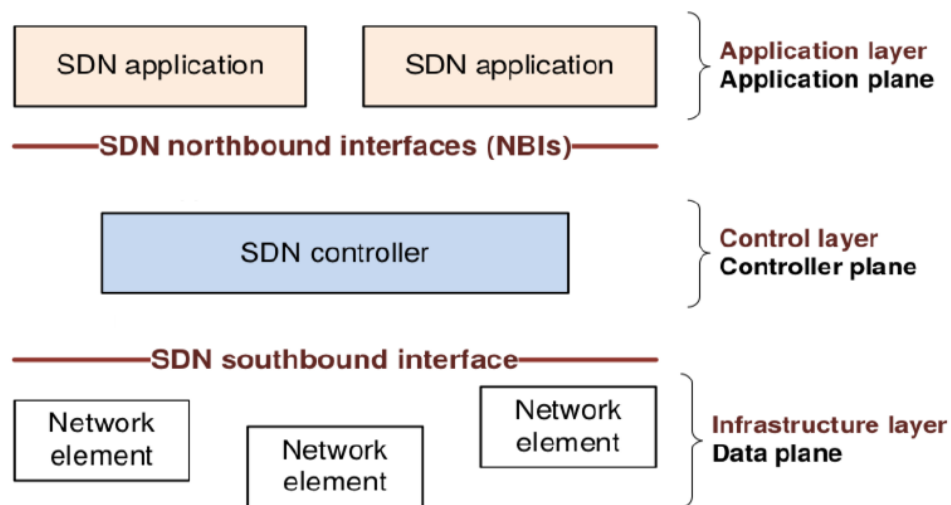 SDN application
SDN application
Application layer
Application plane
SDN northbound interfaces (NBIs)
SDN controller
Control layer
Controller plane
SDN southbound interface
Network
element
Network
element
Network
element
Infrastructure layer
Data plane